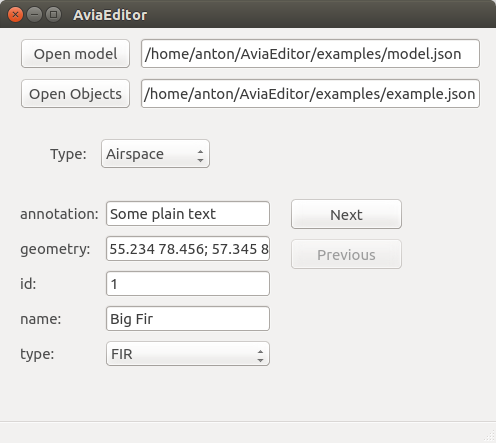 AviaEditor
Open model /home/anton/AviaEditor/examples/model.json
Open Objects /home/anton/AviaEditor/examples/example.json
Type: Airspace
annotation: Some plain text Next
geometry: 55.234 78.456; 57.345 8 Previous
id: 1
name: Big Fir
type: FIR